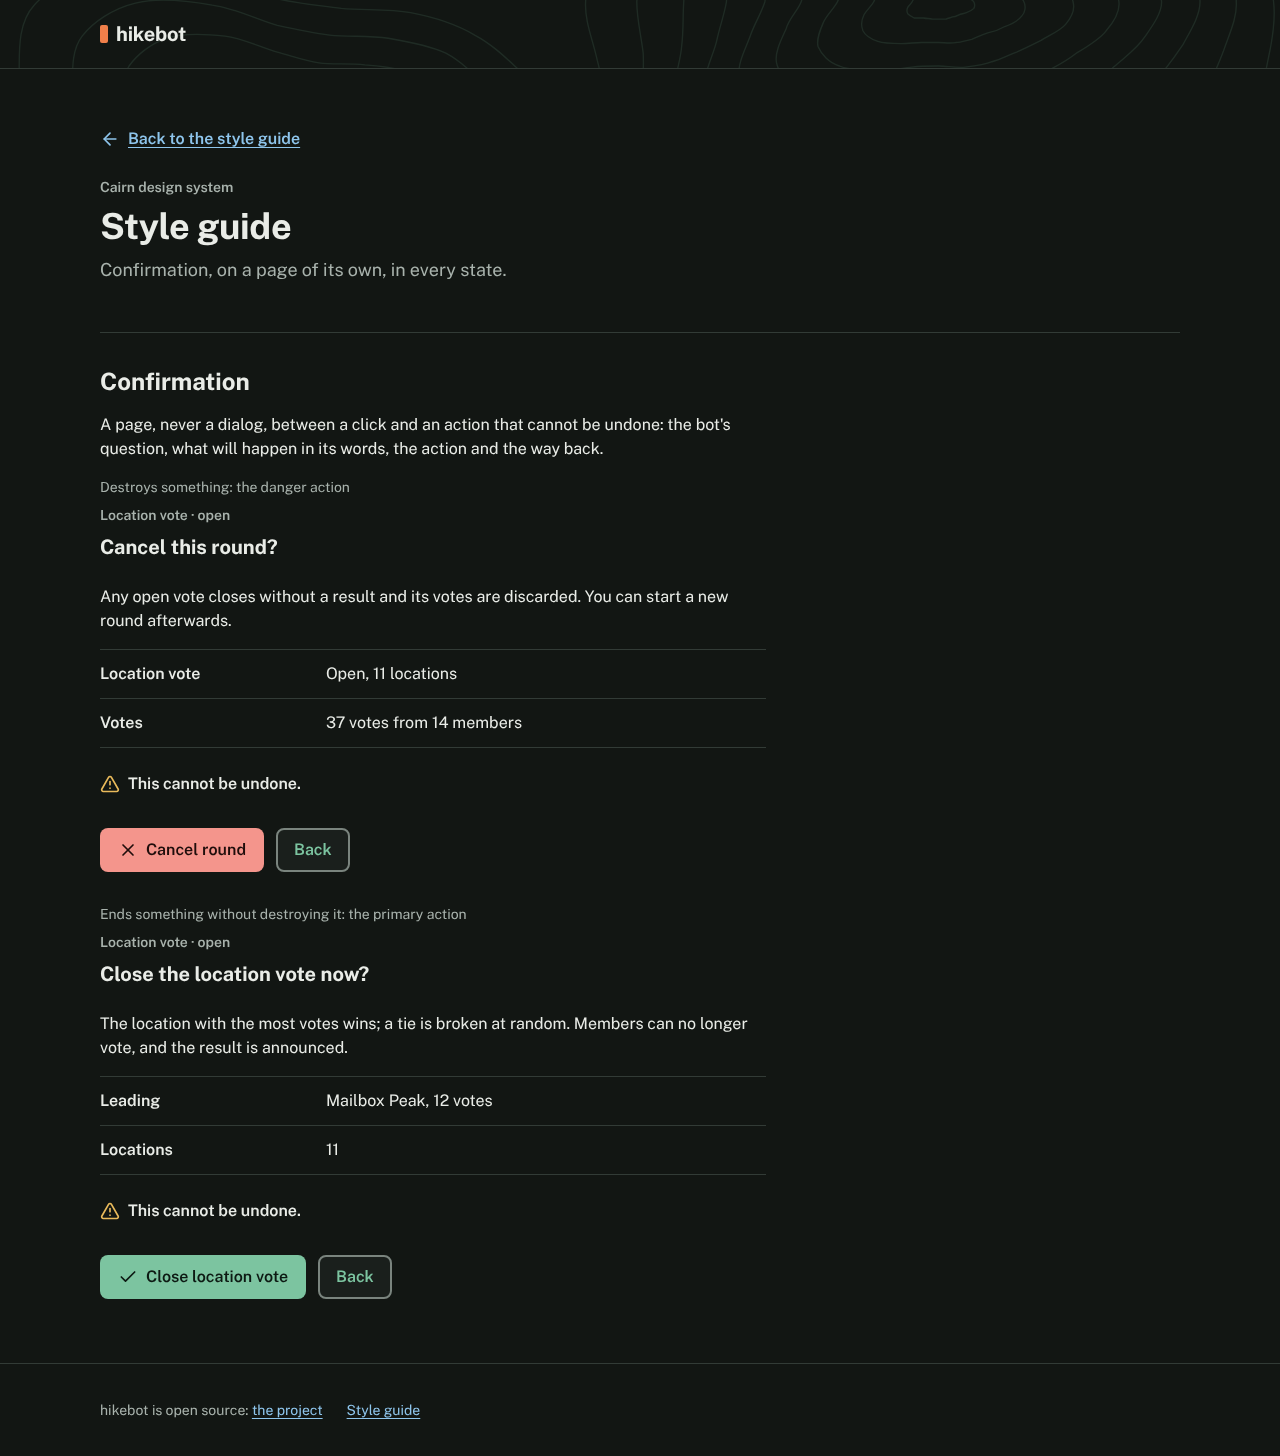 hikebot
Back to the style guide
Cairn design system
Style guide
Confirmation, on a page of its own, in every state.
Confirmation
A page, never a dialog, between a click and an action that cannot be undone: the bot's
question, what will happen in its words, the action and the way back.
Destroys something: the danger action
Location vote · open
Cancel this round?
Any open vote closes without a result and its votes are discarded. You can start a new
round afterwards.
Location vote Open, 11 locations
Votes 37 votes from 14 members
This cannot be undone.
Cancel round Back
Ends something without destroying it: the primary action
Location vote · open
Close the location vote now?
The location with the most votes wins; a tie is broken at random. Members can no longer
vote, and the result is announced.
Leading Mailbox Peak, 12 votes
Locations 11
This cannot be undone.
Close location vote Back
hikebot is open source: the project Style guide